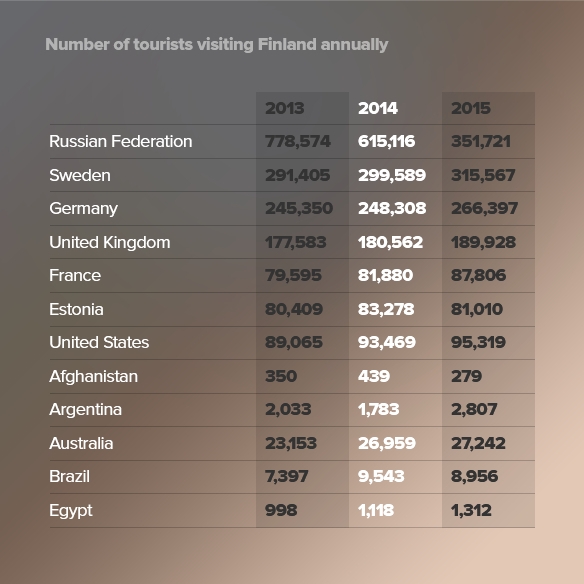 Number of tourists visiting Finland annually
2013 2014 2015
Russian Federation 778,574 615,116 351,721
Sweden 291,405 299,589 315,567
Germany 245,350 248,308 266,397
United Kingdom 177,583 180,562 189,928
France 79,595 81,880 87,806
Estonia 80,409 83,278 81,010
United States 89,065 93,469 95,319
Afghanistan 350 439 279
Argentina 2,033 1,783 2,807
Australia 23,153 26,959 27,242
Brazil 7,397 9,543 8,956
Egypt 998 1,118 1,312